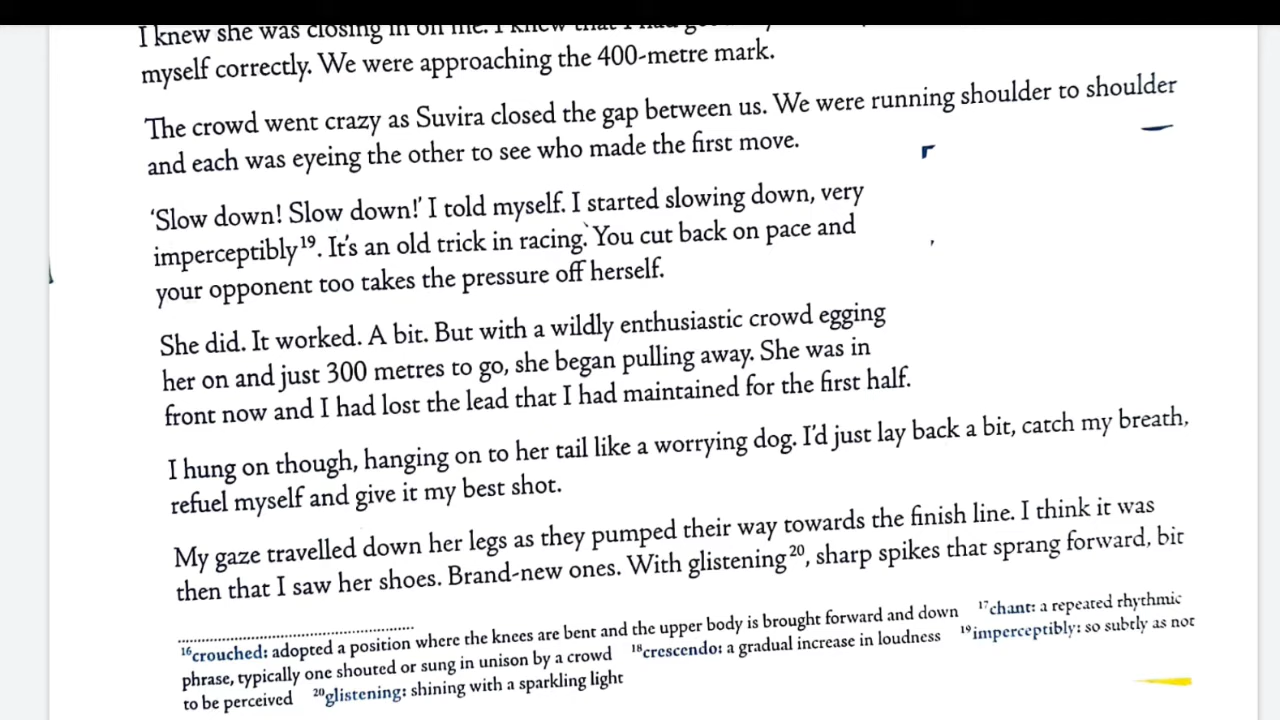 I knew she was closing in on me. I knew that I had
myself correctly. We were approaching the 400-metre mark.
The crowd went crazy as Suvira closed the gap between us. We were running shoulder to shoulder
and each was eyeing the other to see who made the first move.
‘Slow down! Slow down!’ I told myself. I started slowing down, very
imperceptibly¹⁹. It's an old trick in racing. You cut back on pace and
your opponent too takes the pressure off herself.
She did. It worked. A bit. But with a wildly enthusiastic crowd egging
her on and just 300 metres to go, she began pulling away. She was in
front now and I had lost the lead that I had maintained for the first half.
I hung on though, hanging on to her tail like a worrying dog. I'd just lay back a bit, catch my breath,
refuel myself and give it my best shot.
My gaze travelled down her legs as they pumped their way towards the finish line. I think it was
then that I saw her shoes. Brand-new ones. With glistening²⁰, sharp spikes that sprang forward, bit
¹⁶crouched: adopted a position where the knees are bent and the upper body is brought forward and down ¹⁷chant: a repeated rhythmic
phrase, typically one shouted or sung in unison by a crowd ¹⁸crescendo: a gradual increase in loudness ¹⁹imperceptibly: so subtly as not
to be perceived ²⁰glistening: shining with a sparkling light